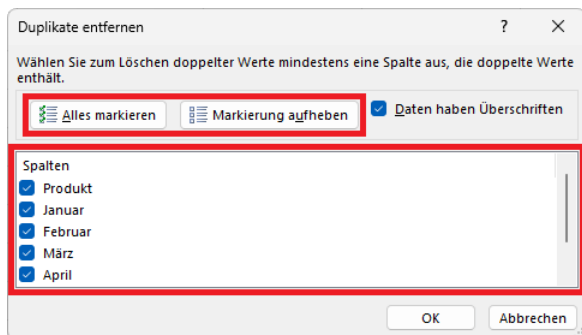 Duplikate entfernen
?
Wählen Sie zum Löschen doppelter Werte mindestens eine Spalte aus, die doppelte Werte
enthält.
Alles markieren Markierung aufheben Daten haben Überschriften
Spalten
Produkt
Januar
Februar
März
April
OK Abbrechen